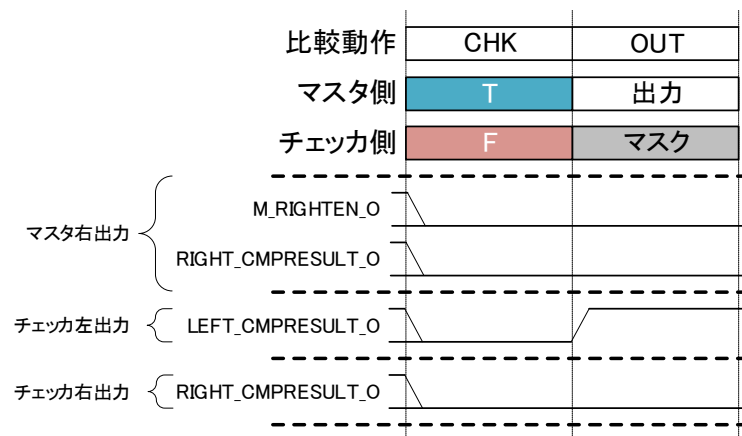 比較動作 CHK OUT
マスタ側 T 出力
チェッカ側 F マスク
M_RIGHTEN_O
マスタ右出力
RIGHT_CMPRESULT_O
チェッカ左出力 LEFT_CMPRESULT_O
チェッカ右出力 RIGHT_CMPRESULT_O